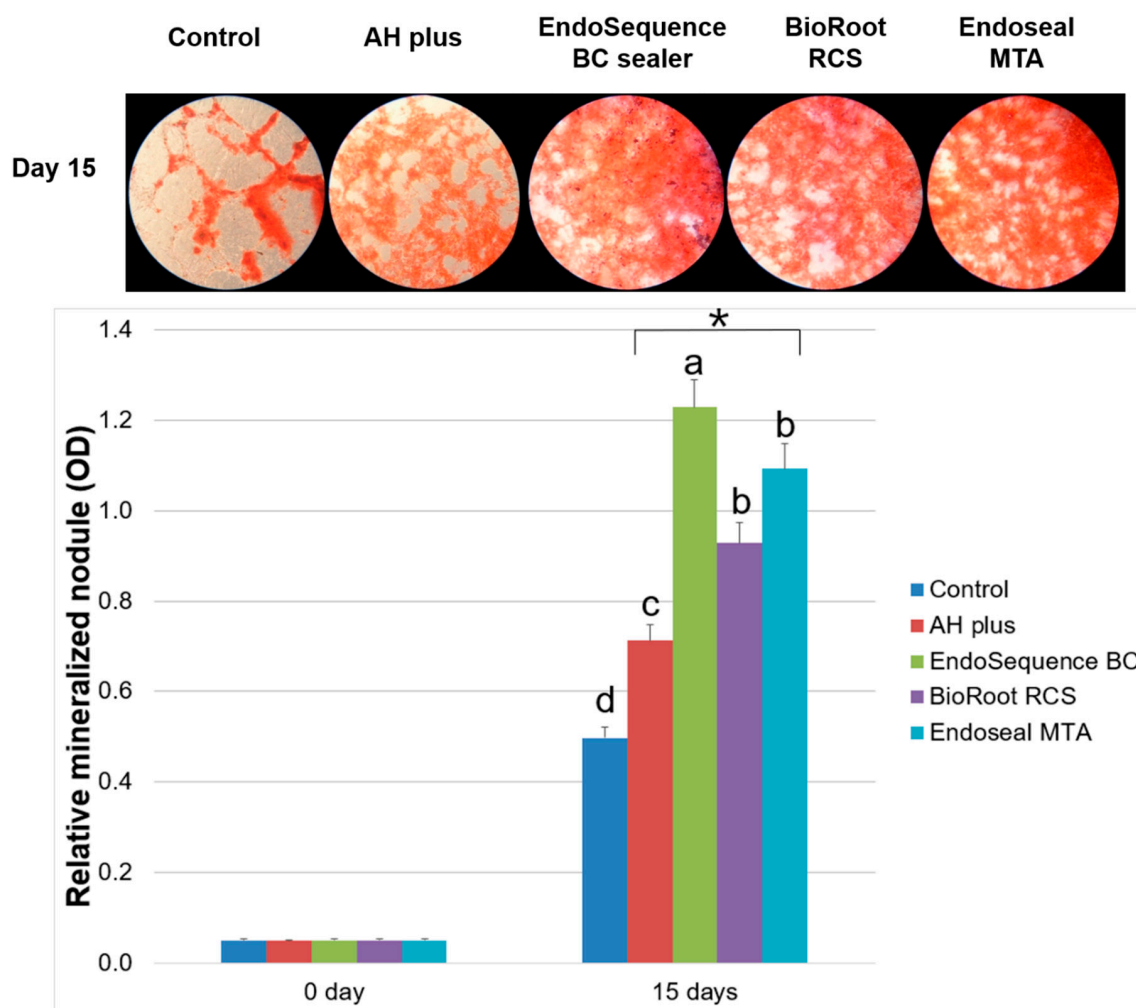 Control
AH plus
EndoSequence
BC sealer
BioRoot
RCS
Endoseal
MTA
Day 15
Relative mineralized nodule (OD)
1.4
1.2
1.0
0.8
0.6
0.4
0.2
0.0
*
a
b
b
c
d
0 day
15 days
Control
AH plus
EndoSequence BC
BioRoot RCS
Endoseal MTA